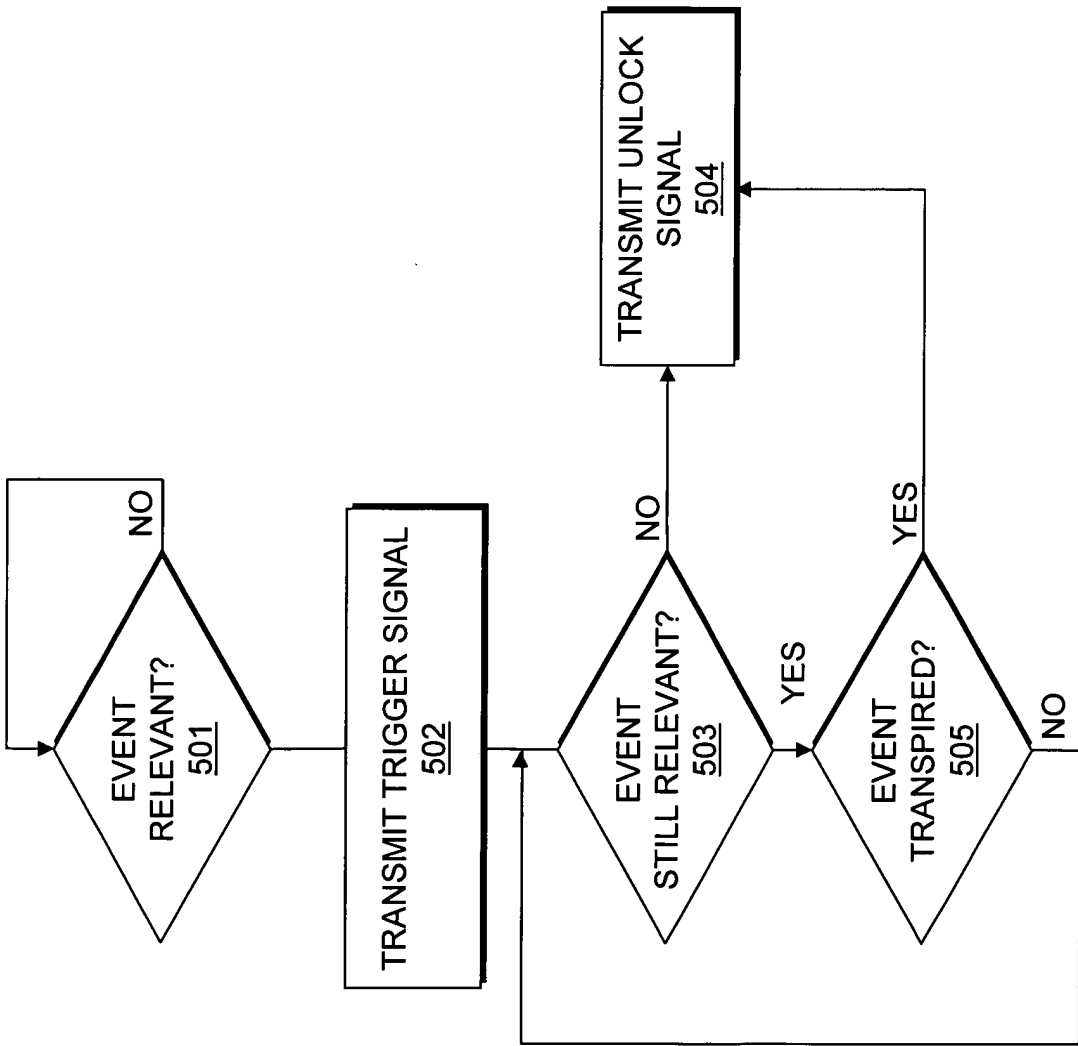 EVENT
RELEVANT?
501
NO
TRANSMIT TRIGGER SIGNAL
502
EVENT
STILL RELEVANT?
503
NO
YES
TRANSMIT UNLOCK
SIGNAL
504
EVENT
TRANSPIRED?
505
YES
NO